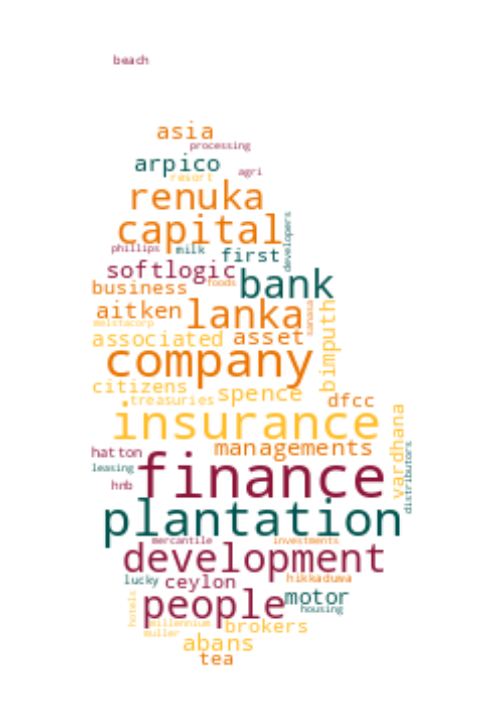 beach
asia
processing
arpico
agri
resort
renuka
capital
developers
phillips
milk
first
softlogic
bank
foods
business
aitken
lanka
sanasa
melstacorp
associated
asset
bimputh
company
citizens
spence
treasuries
dfcc
insurance
vardhana
managements
hatton
distributors
leasing
finance
hnb
plantation
mercantile
investments
development
lucky
ceylon
hikkaduwa
hotels
people
motor
housing
millennium
brokers
muller
abans
tea